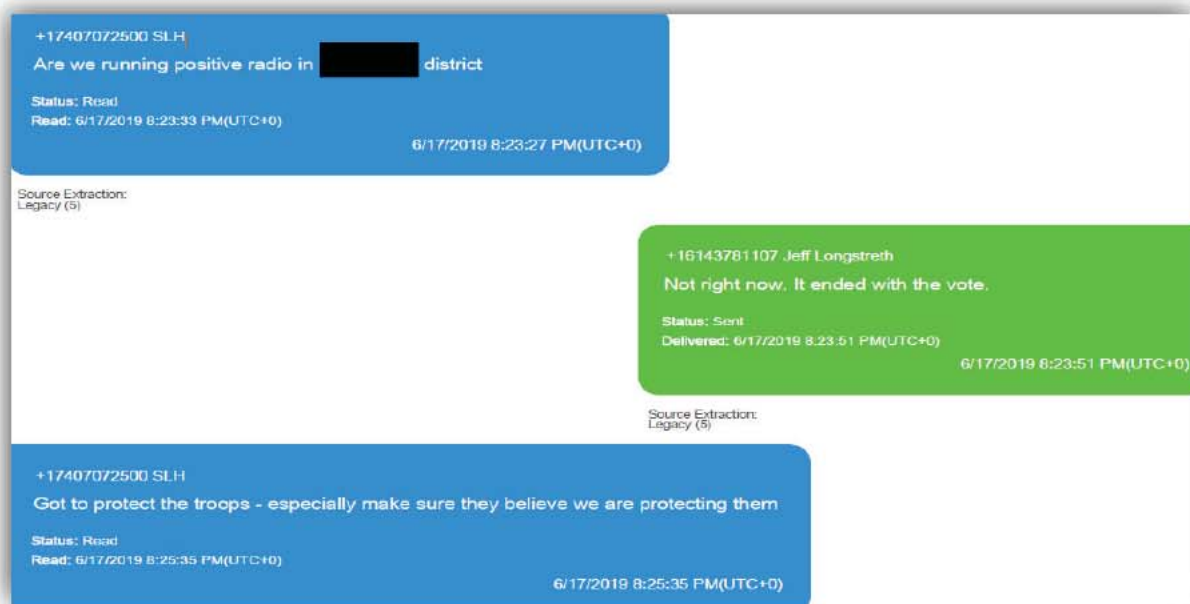 +17407072500 SLH
Are we running positive radio in district
Status: Read
Read: 6/17/2019 8:23:33 PM(UTC+0)
6/17/2019 8:23:27 PM(UTC+0)
Source Extraction:
Legacy (5)
+16143781107 Jeff Longstreth
Not right now. It ended with the vote.
Status: Sent
Delivered: 6/17/2019 8:23:51 PM(UTC+0)
6/17/2019 8:23:51 PM(UTC+0)
Source Extraction:
Legacy (5)
+17407072500 SLH
Got to protect the troops - especially make sure they believe we are protecting them
Status: Read
Read: 6/17/2019 8:25:35 PM(UTC+0)
6/17/2019 8:25:35 PM(UTC+0)